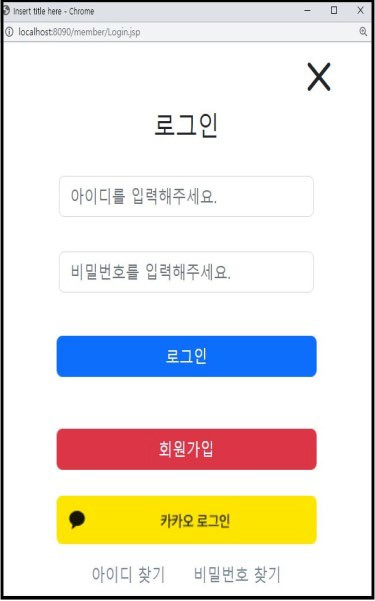 Insert title here - Chrome
localhost:8090/member/Login.jsp
로그인
아이디를 입력해주세요.
비밀번호를 입력해주세요.
로그인
회원가입
카카오 로그인
아이디 찾기 비밀번호 찾기